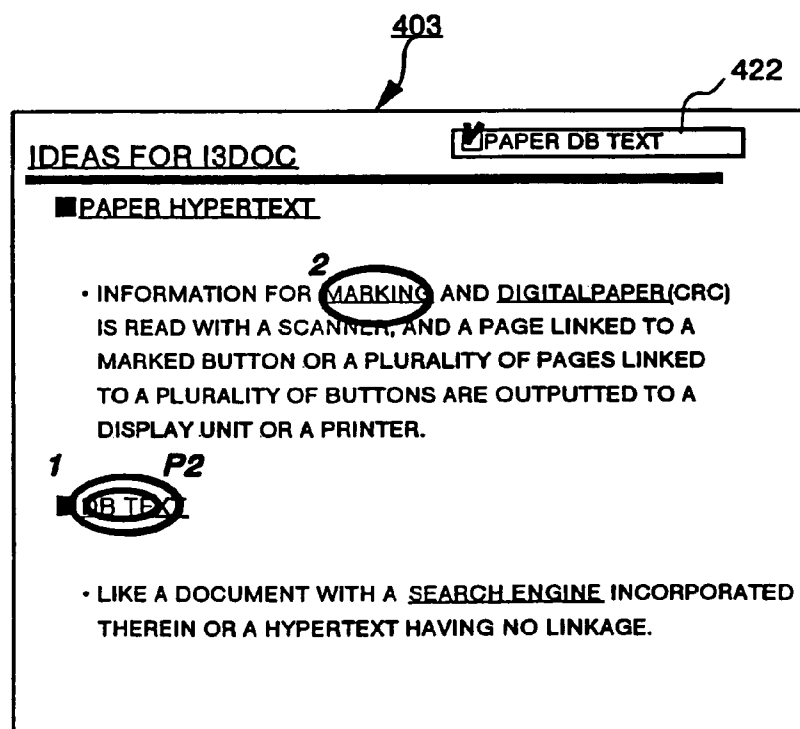 403
422
PAPER DB TEXT
IDEAS FOR I3DOC
PAPER HYPERTEXT
2
• INFORMATION FOR MARKING AND DIGITALPAPER(CRC)
IS READ WITH A SCANNER, AND A PAGE LINKED TO A
MARKED BUTTON OR A PLURALITY OF PAGES LINKED
TO A PLURALITY OF BUTTONS ARE OUTPUTTED TO A
DISPLAY UNIT OR A PRINTER.
1 P2
DB TEXT
• LIKE A DOCUMENT WITH A SEARCH ENGINE INCORPORATED
THEREIN OR A HYPERTEXT HAVING NO LINKAGE.